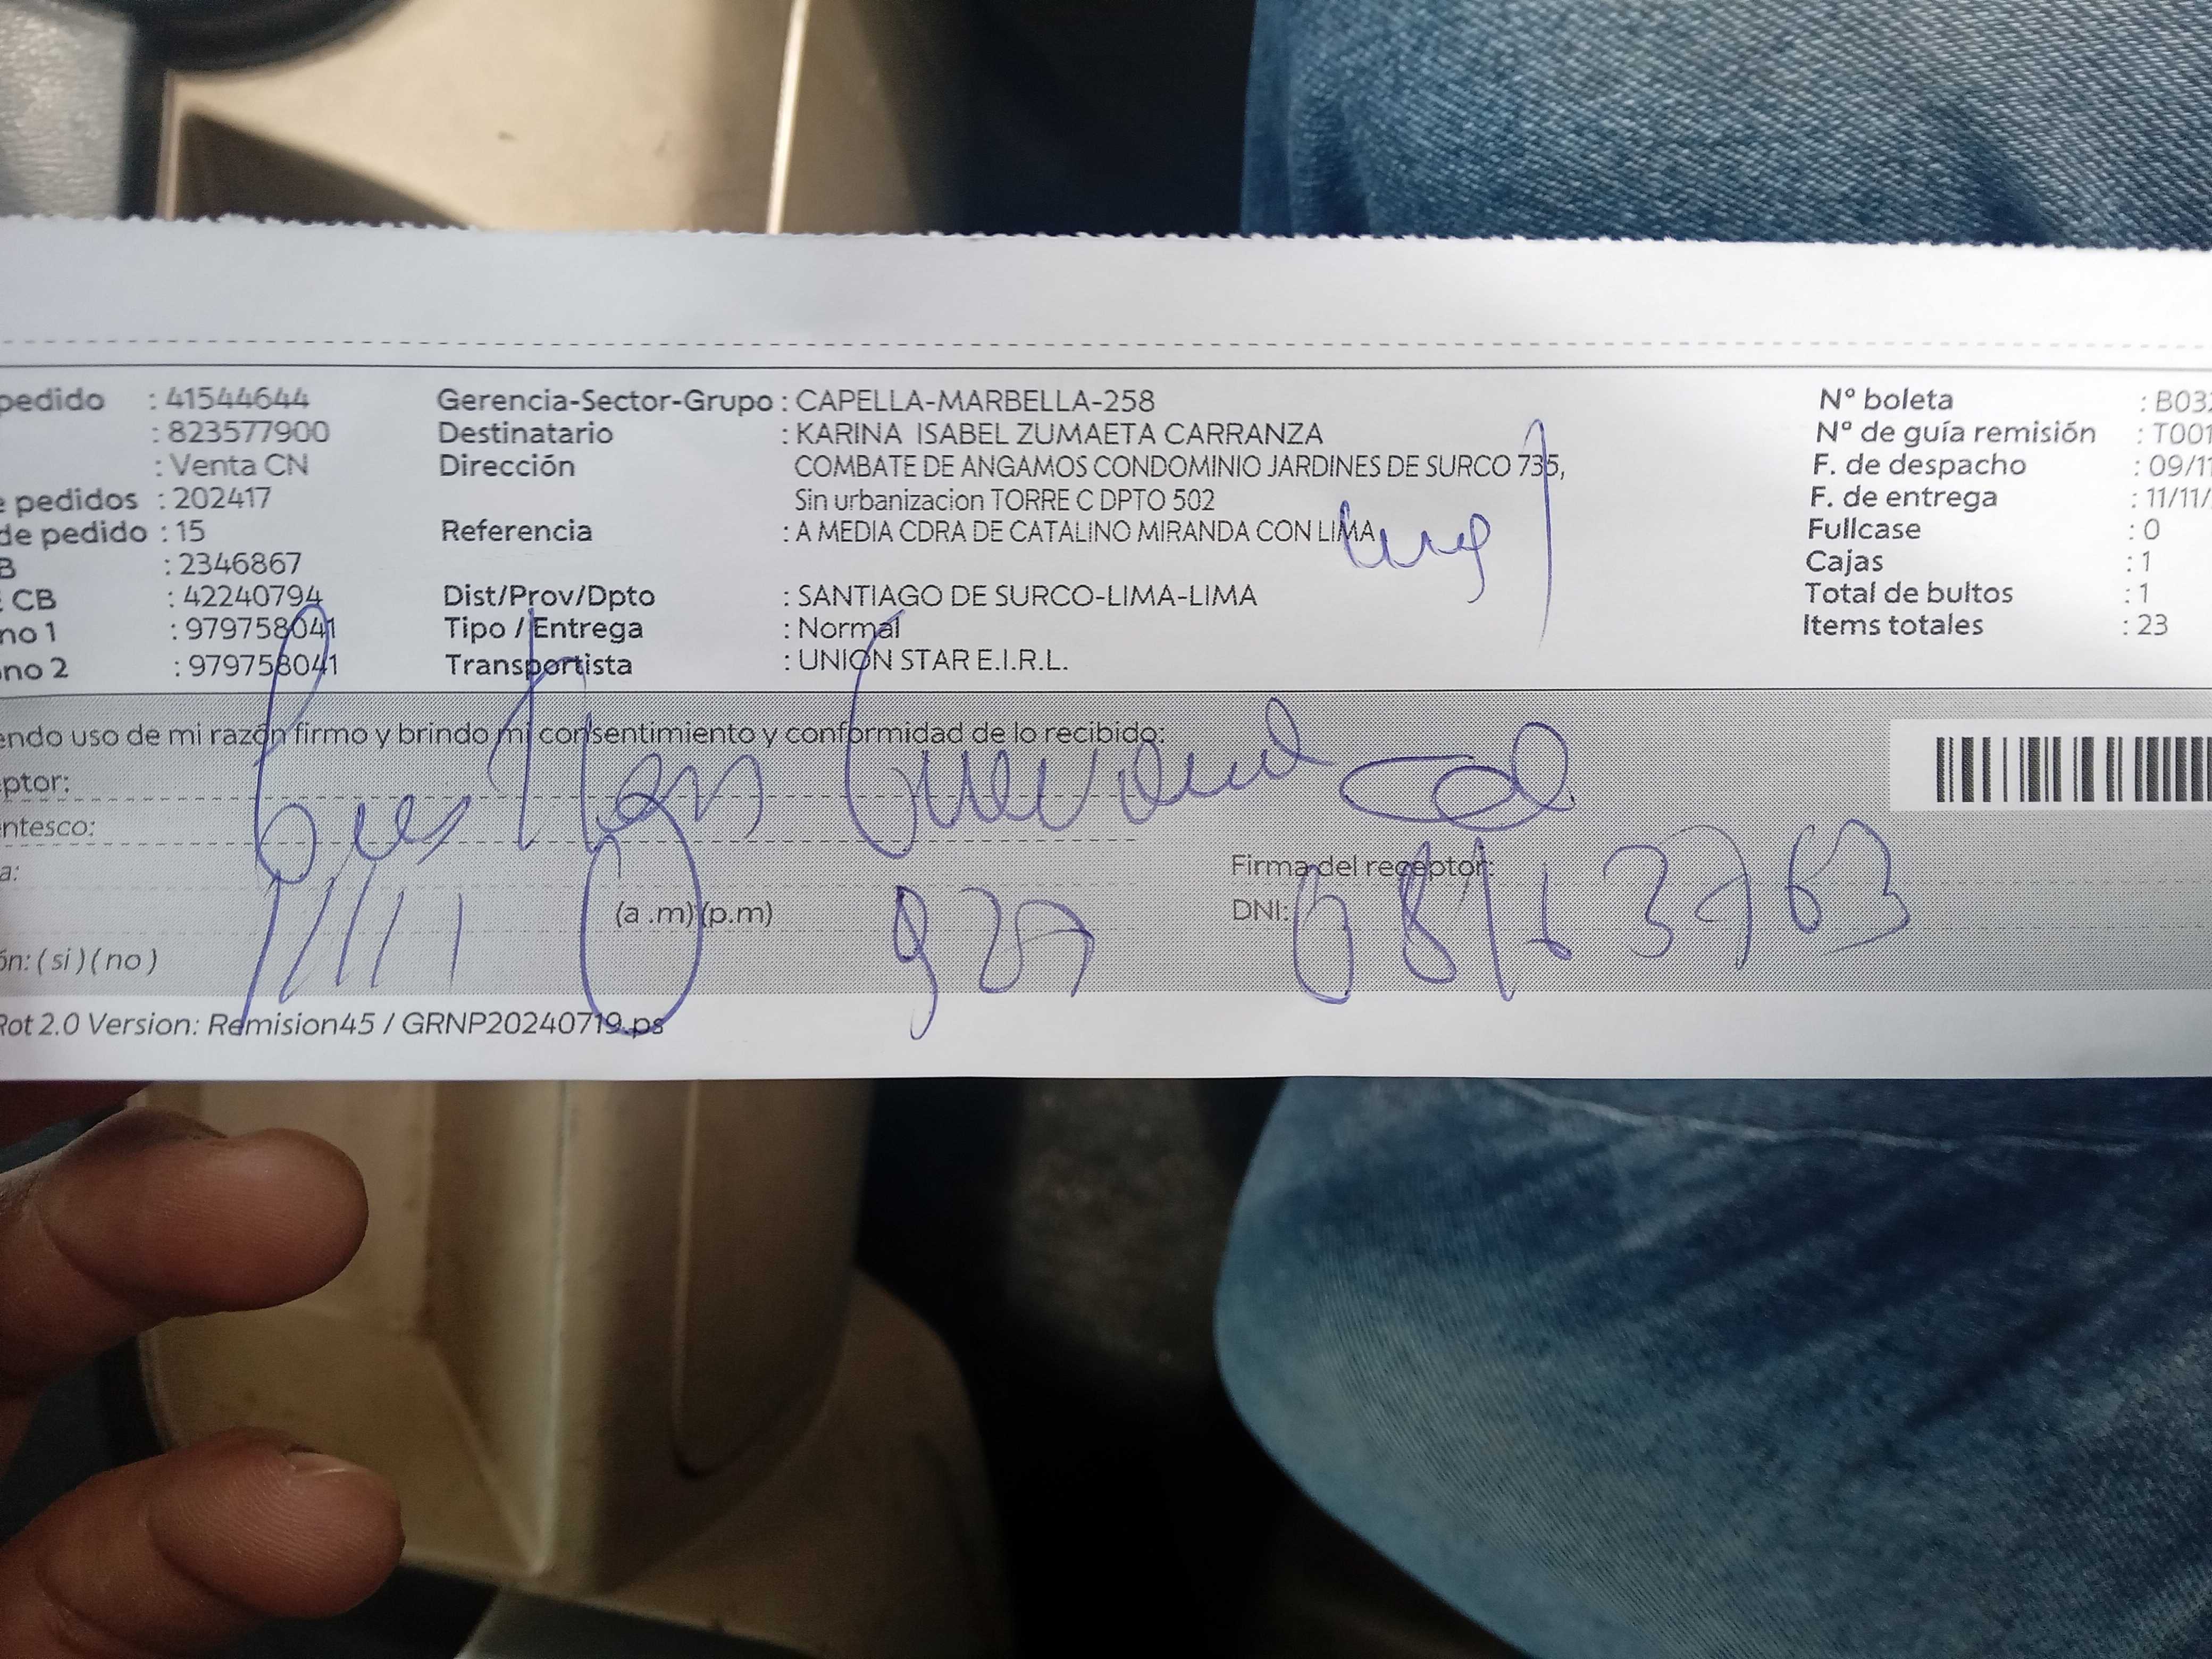 pedido : 41544644 Gerencia-Sector-Grupo : CAPELLA-MARBELLA-258 N° boleta : B03
: 823577900 Destinatario : KARINA ISABEL ZUMAETA CARRANZA N° de guía remisión : T001
: Venta CN Dirección COMBATE DE ANGAMOS CONDOMINIO JARDINES DE SURCO 735, F. de despacho : 09/11
e pedidos : 202417 Sin urbanizacion TORRE C DPTO 502 F. de entrega : 11/11/
de pedido : 15 Referencia : A MEDIA CDRA DE CATALINO MIRANDA CON LIMA Fullcase : 0
B : 2346867 Cajas : 1
CB : 42240794 Dist/Prov/Dpto : SANTIAGO DE SURCO-LIMA-LIMA Total de bultos : 1
no 1 : 979758041 Tipo / Entrega : Normal Items totales : 23
no 2 : 979758041 Transportista : UNION STAR E.I.R.L.
endo uso de mi razón firmo y brindo mi consentimiento y conformidad de lo recibido:
ptor:
entesco:
a: Firma del receptor:
(a .m) (p.m) 927 DNI:
ón: ( si ) ( no )
Rot 2.0 Version: Remision45 / GRNP20240719.ps